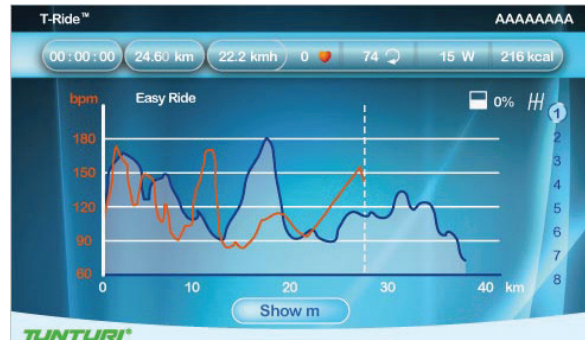 T-Ride™ AAAAAAAA
00:00:00 24.60 km 22.2 kmh 0 74 15 W 216 kcal
bpm Easy Ride 0%
180
150
120
90
60
1
2
3
4
5
6
7
8
0 10 20 30 40 km
Show m
TUNTURI®